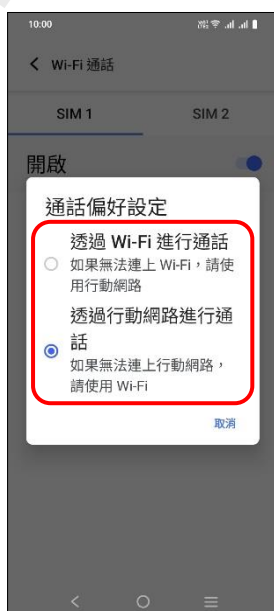 10:00
Wi-Fi 通話
SIM 1 SIM 2
開啟
通話偏好設定
透過 Wi-Fi 進行通話
如果無法連上 Wi-Fi，請使
用行動網路
透過行動網路進行通
話
如果無法連上行動網路，
請使用 Wi-Fi
取消